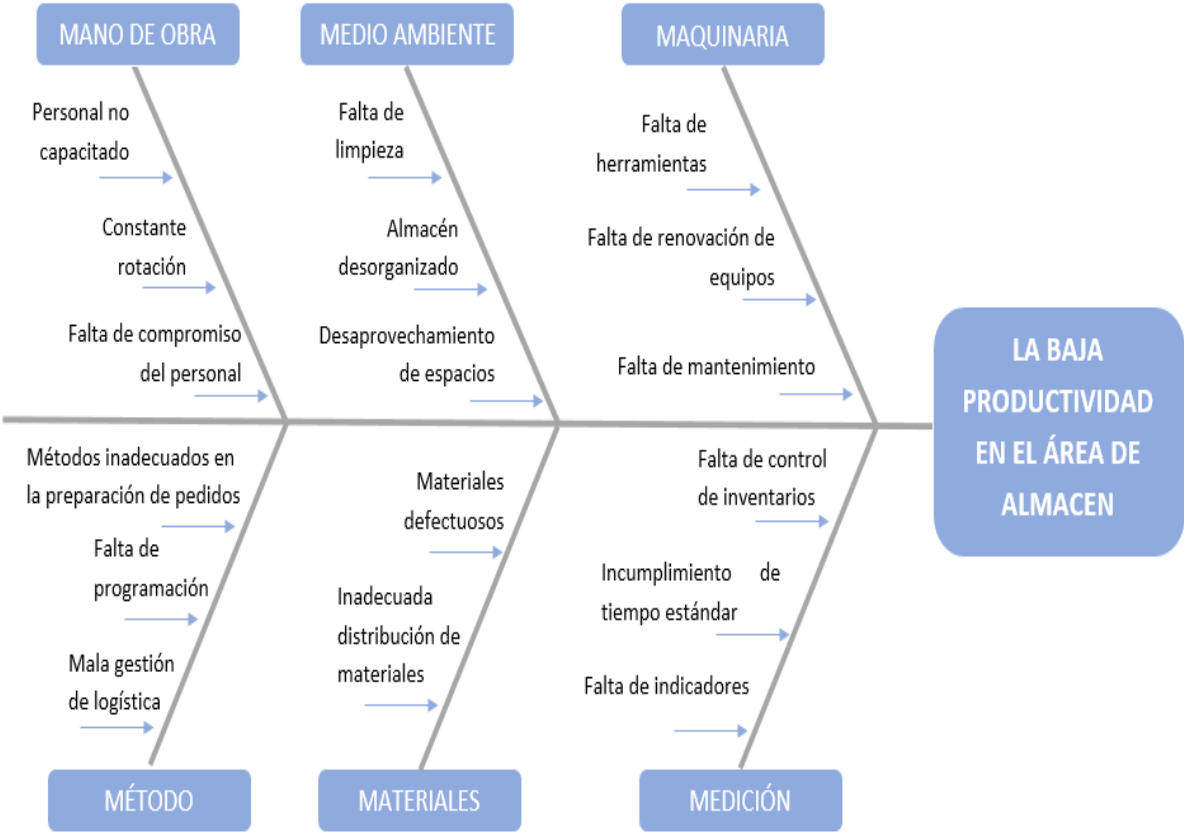 MANO DE OBRA
MEDIO AMBIENTE
MAQUINARIA
Personal no
capacitado
Constante
rotación
Falta de compromiso
del personal
Falta de
limpieza
Almacén
desorganizado
Desaprovechamiento
de espacios
Falta de
herramientas
Falta de renovación de
equipos
Falta de mantenimiento
LA BAJA
PRODUCTIVIDAD
EN EL ÁREA DE
ALMACEN
Métodos inadecuados en
la preparación de pedidos
Falta de
programación
Mala gestión
de logística
Materiales
defectuosos
Inadecuada
distribución de
materiales
Falta de control
de inventarios
Incumplimiento de
tiempo estándar
Falta de indicadores
MÉTODO
MATERIALES
MEDICIÓN